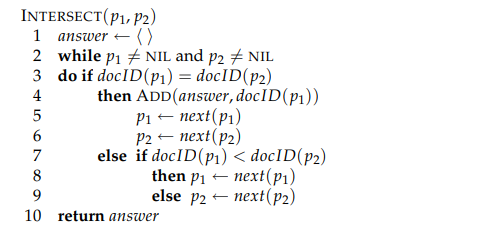 INTERSECT(p1, p2)
1 answer ← ⟨ ⟩
2 while p1 ≠ NIL and p2 ≠ NIL
3 do if docID(p1) = docID(p2)
4 then ADD(answer, docID(p1))
5 p1 ← next(p1)
6 p2 ← next(p2)
7 else if docID(p1) < docID(p2)
8 then p1 ← next(p1)
9 else p2 ← next(p2)
10 return answer